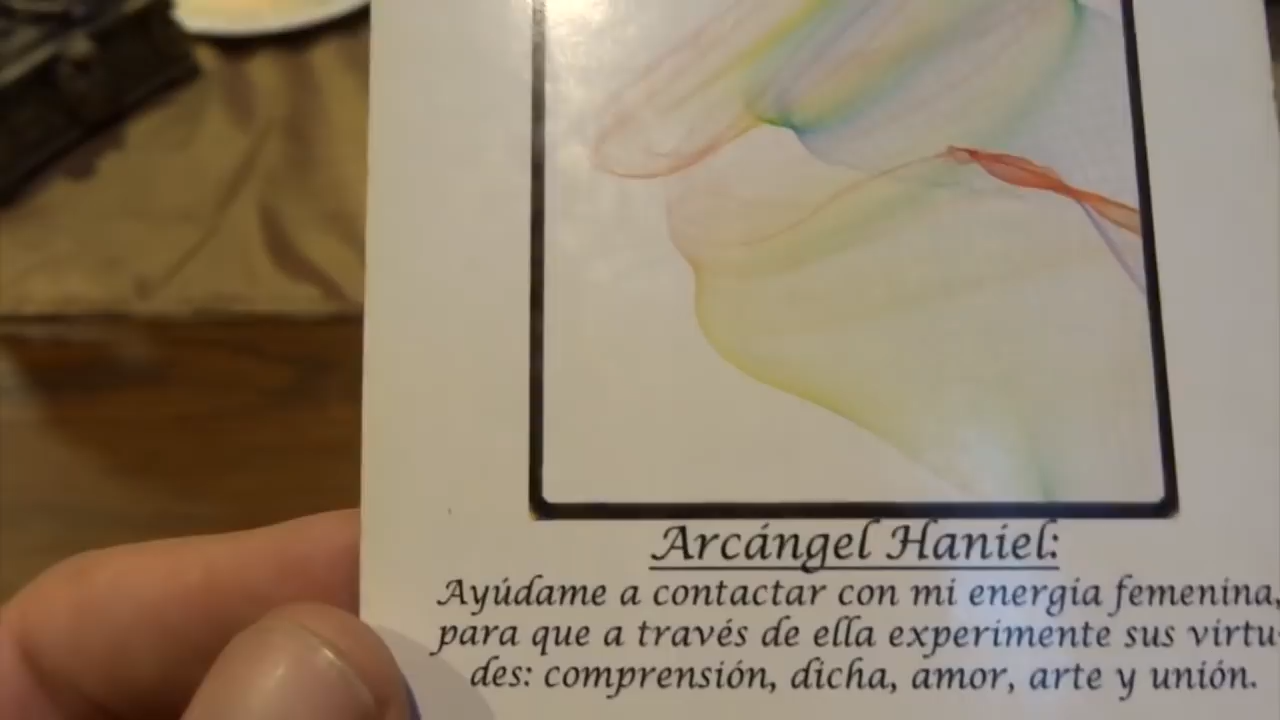 Arcángel Haniel:
Ayúdame a contactar con mi energía femenina,
para que a través de ella experimente sus virtu-
des: comprensión, dicha, amor, arte y unión.